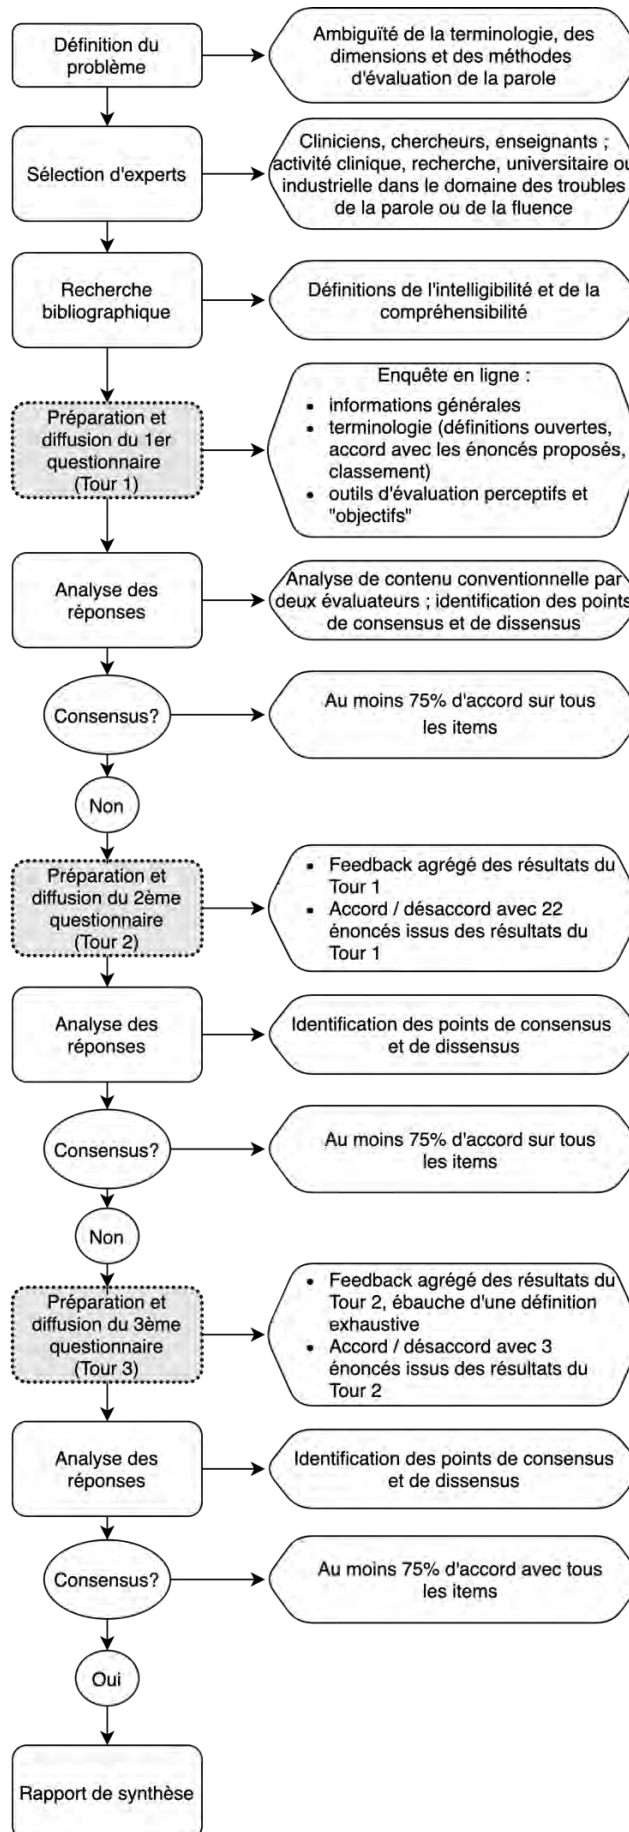 Définition du
problème
Ambiguïté de la terminologie, des
dimensions et des méthodes
d'évaluation de la parole
Sélection d'experts
Cliniciens, chercheurs, enseignants ;
activité clinique, recherche, universitaire ou
industrielle dans le domaine des troubles
de la parole ou de la fluence
Recherche
bibliographique
Définitions de l'intelligibilité et de la
compréhensibilité
Préparation et
diffusion du 1er
questionnaire
(Tour 1)
Enquête en ligne :
▪ informations générales
▪ terminologie (définitions ouvertes,
accord avec les énoncés proposés,
classement)
▪ outils d'évaluation perceptifs et
"objectifs"
Analyse des
réponses
Analyse de contenu conventionnelle par
deux évaluateurs ; identification des points
de consensus et de dissensus
Consensus?
Au moins 75% d'accord sur tous
les items
Non
Préparation et
diffusion du 2ème
questionnaire
(Tour 2)
▪ Feedback agrégé des résultats du
Tour 1
▪ Accord / désaccord avec 22
énoncés issus des résultats du
Tour 1
Analyse des
réponses
Identification des points de consensus
et de dissensus
Consensus?
Au moins 75% d'accord sur tous
les items
Non
Préparation et
diffusion du 3ème
questionnaire
(Tour 3)
▪ Feedback agrégé des résultats du
Tour 2, ébauche d'une définition
exhaustive
▪ Accord / désaccord avec 3
énoncés issus des résultats du
Tour 2
Analyse des
réponses
Identification des points de consensus
et de dissensus
Consensus?
Au moins 75% d'accord avec tous
les items
Oui
Rapport de synthèse